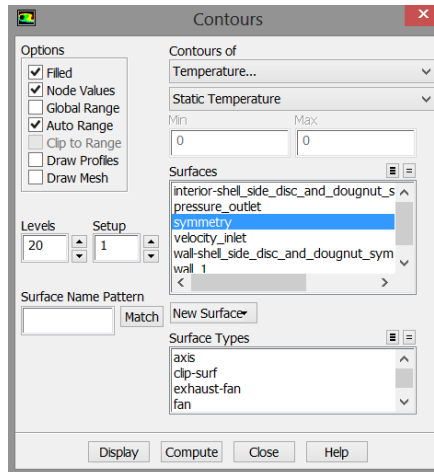 Contours
x
Options
Filled
Node Values
Global Range
Auto Range
Clip to Range
Draw Profiles
Draw Mesh
Levels
Setup
20
1
Surface Name Pattern
Match
Contours of
Temperature...
Static Temperature
Min
Max
0
0
Surfaces
interior-shell_side_disc_and_dougnut_s
pressure_outlet
symmetry
velocity_inlet
wall-shell_side_disc_and_dougnut_sym
wall_1
New Surface
Surface Types
axis
clip-surf
exhaust-fan
fan
Display
Compute
Close
Help